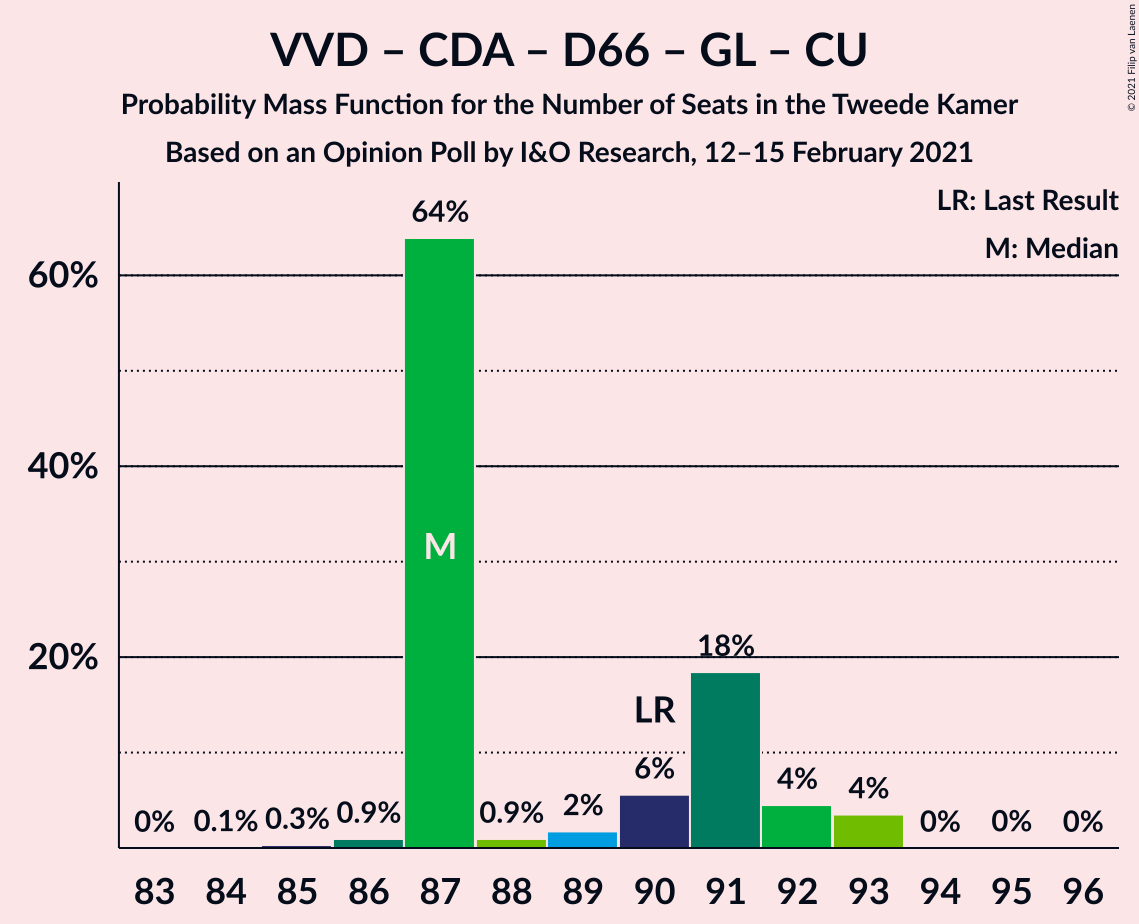 VVD – CDA – D66 – GL – CU
Probability Mass Function for the Number of Seats in the Tweede Kamer
Based on an Opinion Poll by I&O Research, 12–15 February 2021
© 2021 Filip van Laenen
LR: Last Result
M: Median
60%
40%
20%
0%
0.1%
0.3%
0.9%
64%
M
0.9%
2%
LR
6%
18%
4%
4%
0%
0%
0%
83 84 85 86 87 88 89 90 91 92 93 94 95 96